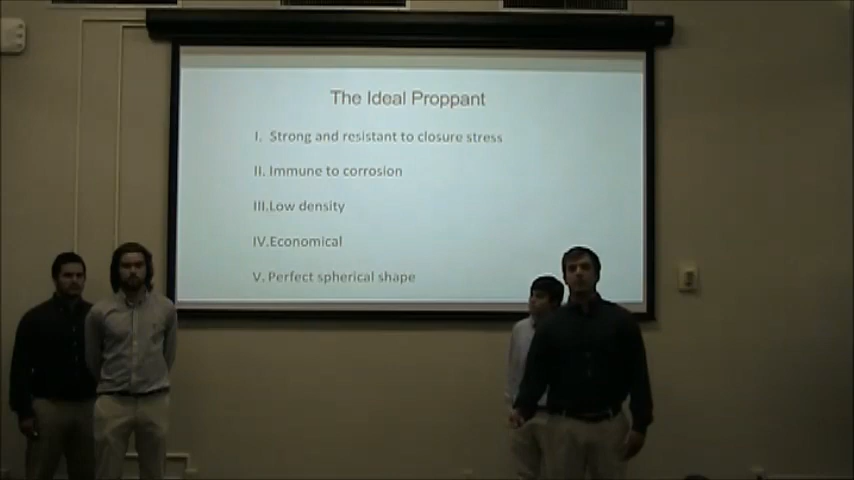 The Ideal Proppant
I. Strong and resistant to closure stress
II. Immune to corrosion
III.Low density
IV.Economical
V. Perfect spherical shape